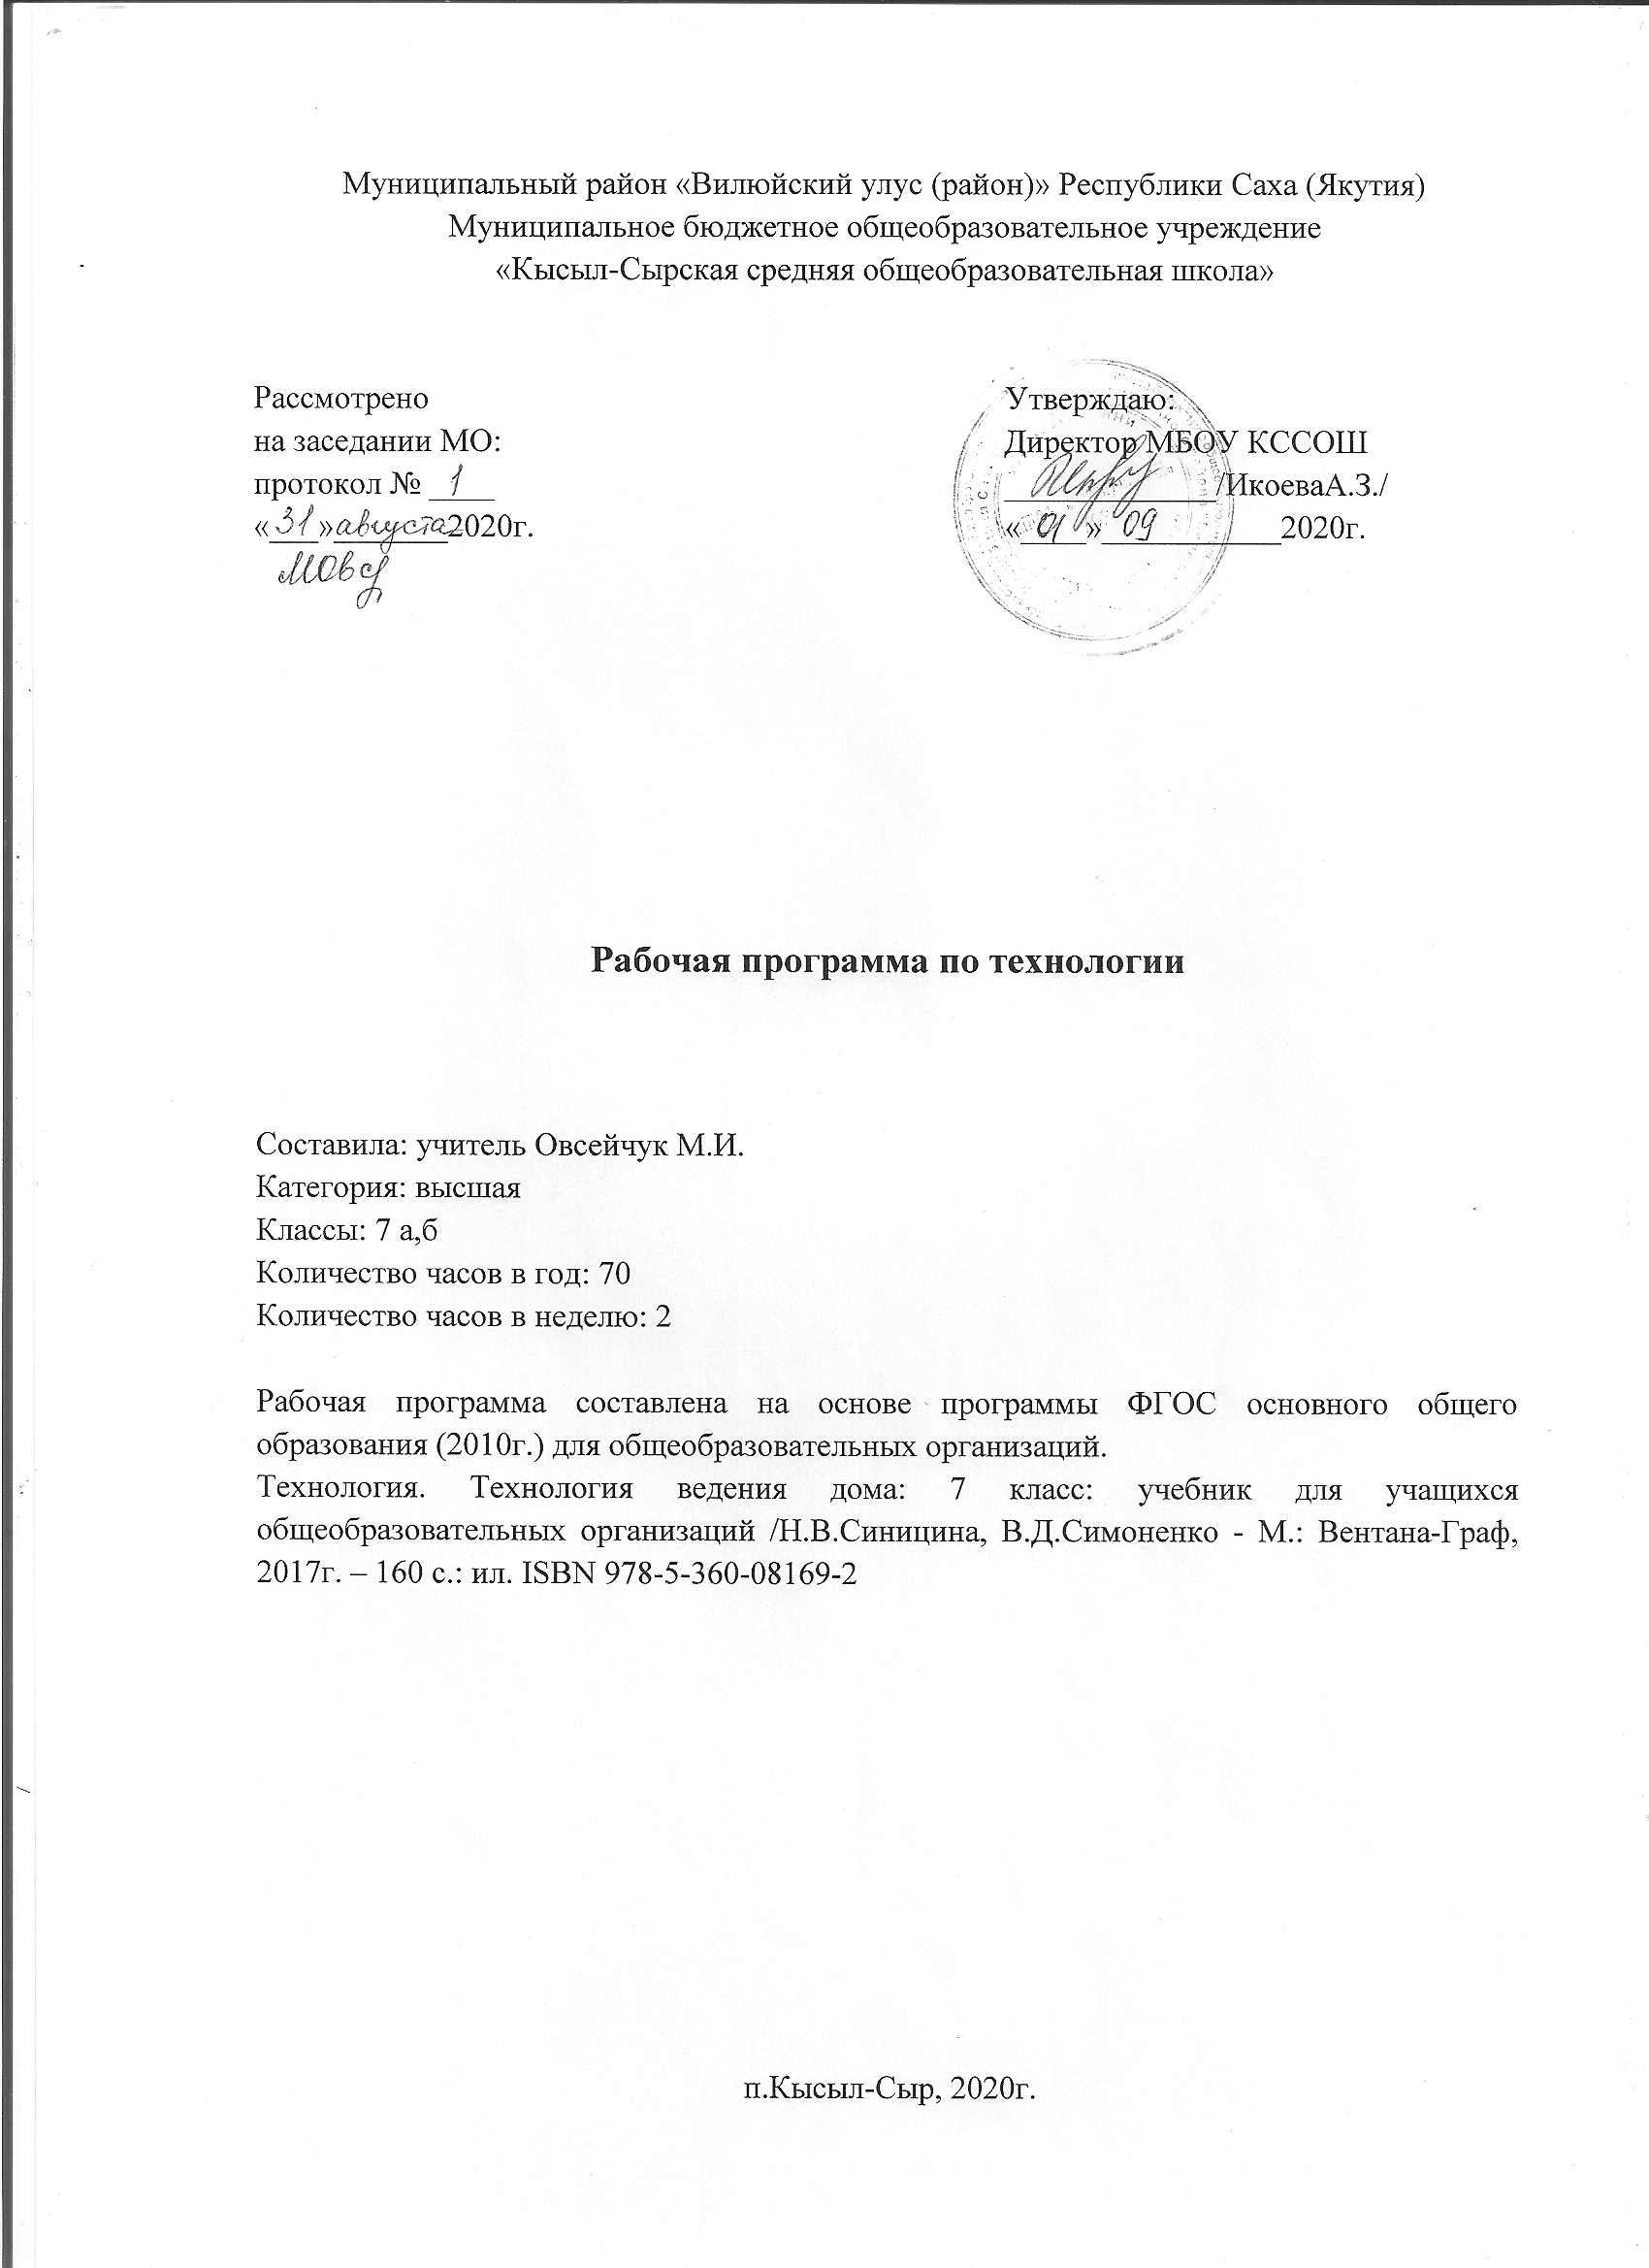 Муниципальный район «Вилюйский улус (район)» Республики Саха (Якутия)
Муниципальное бюджетное общеобразовательное учреждение
«Кысыл-Сырская средняя общеобразовательная школа»
Рассмотрено
на заседании МО:
протокол № 1
«31» августа 2020г.
МОвс
Утверждаю:
Директор МБОУ КССОШ
/ИкоеваА.З./
«01» 09 2020г.
Рабочая программа по технологии
Составила: учитель Овсейчук М.И.
Категория: высшая
Классы: 7 а,б
Количество часов в год: 70
Количество часов в неделю: 2
Рабочая программа составлена на основе программы ФГОС основного общего
образования (2010г.) для общеобразовательных организаций.
Технология. Технология ведения дома: 7 класс: учебник для учащихся
общеобразовательных организаций /Н.В.Синицина, В.Д.Симоненко - М.: Вентана-Граф,
2017г. – 160 с.: ил. ISBN 978-5-360-08169-2
п.Кысыл-Сыр, 2020г.